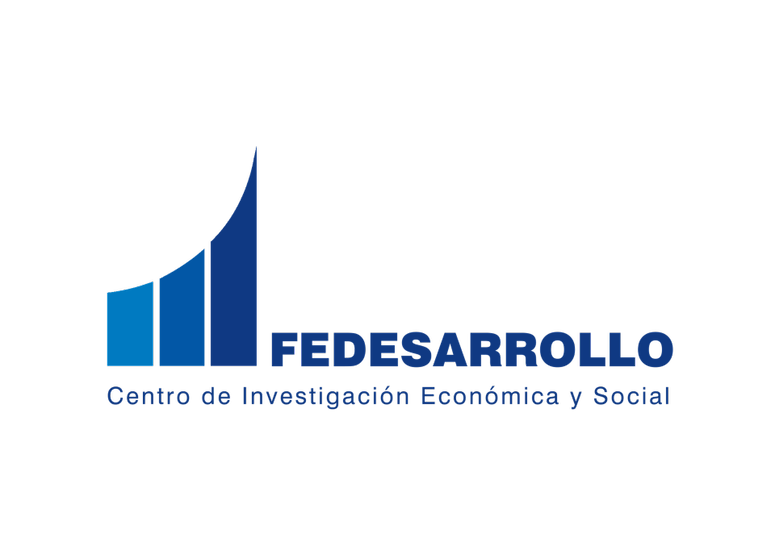 FEDESARROLLO
Centro de Investigación Económica y Social